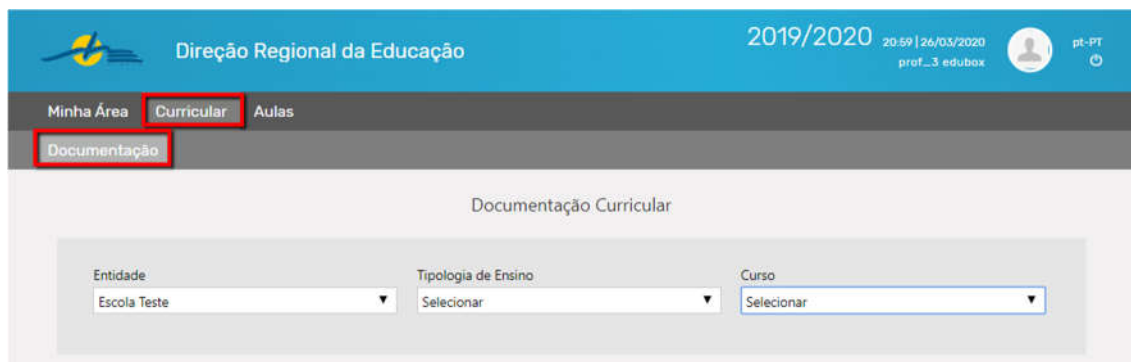 Direção Regional da Educação
2019/2020 20:59 | 26/03/2020
prof_3 edubox
pt-PT
Minha Área Curricular Aulas
Documentação
Documentação Curricular
Entidade Tipologia de Ensino Curso
Escola Teste Selecionar Selecionar